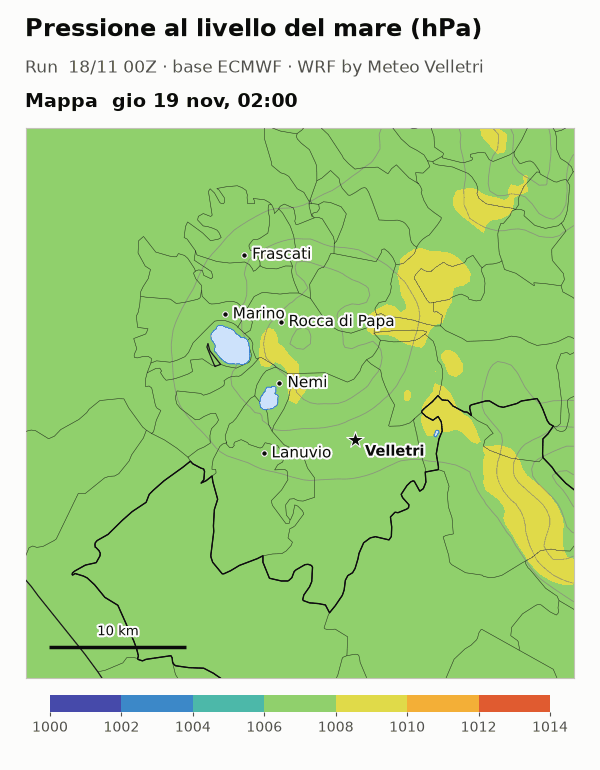 Pressione al livello del mare (hPa)
Run  18/11 00Z · base ECMWF · WRF by Meteo Velletri
Mappa  gio 19 nov, 02:00
Frascati
Marino
Rocca di Papa
Nemi
Velletri
Lanuvio
10 km
1000 1002 1004 1006 1008 1010 1012 1014